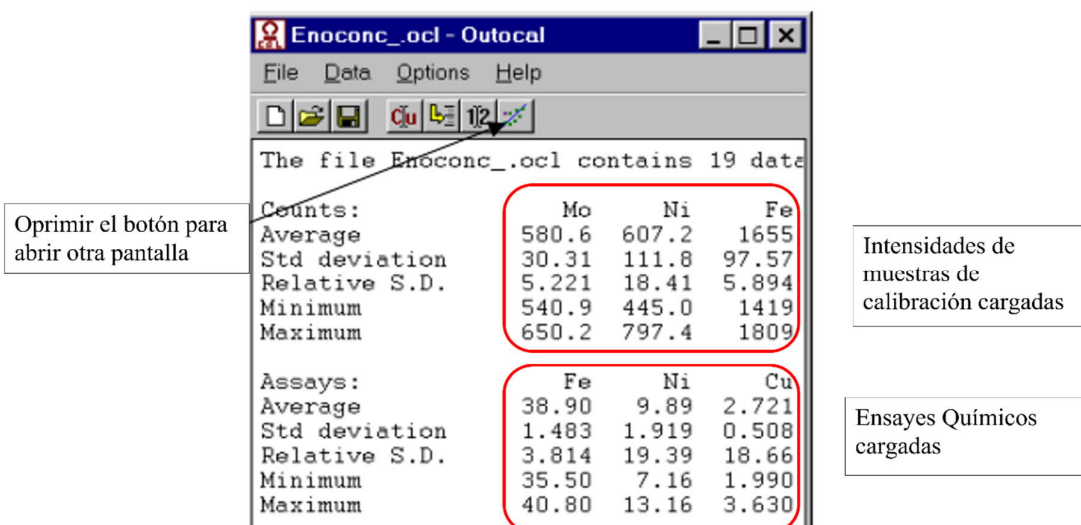 Enoconc_.ocl - Outocal
File Data Options Help
Cu 12
The file Enoconc_.ocl contains 19 data
Counts: Mo Ni Fe
Average 580.6 607.2 1655
Std deviation 30.31 111.8 97.57
Relative S.D. 5.221 18.41 5.894
Minimum 540.9 445.0 1419
Maximum 650.2 797.4 1809
Assays: Fe Ni Cu
Average 38.90 9.89 2.721
Std deviation 1.483 1.919 0.508
Relative S.D. 3.814 19.39 18.66
Minimum 35.50 7.16 1.990
Maximum 40.80 13.16 3.630
Oprimir el botón para
abrir otra pantalla
Intensidades de
muestras de
calibración cargadas
Ensayes Químicos
cargadas